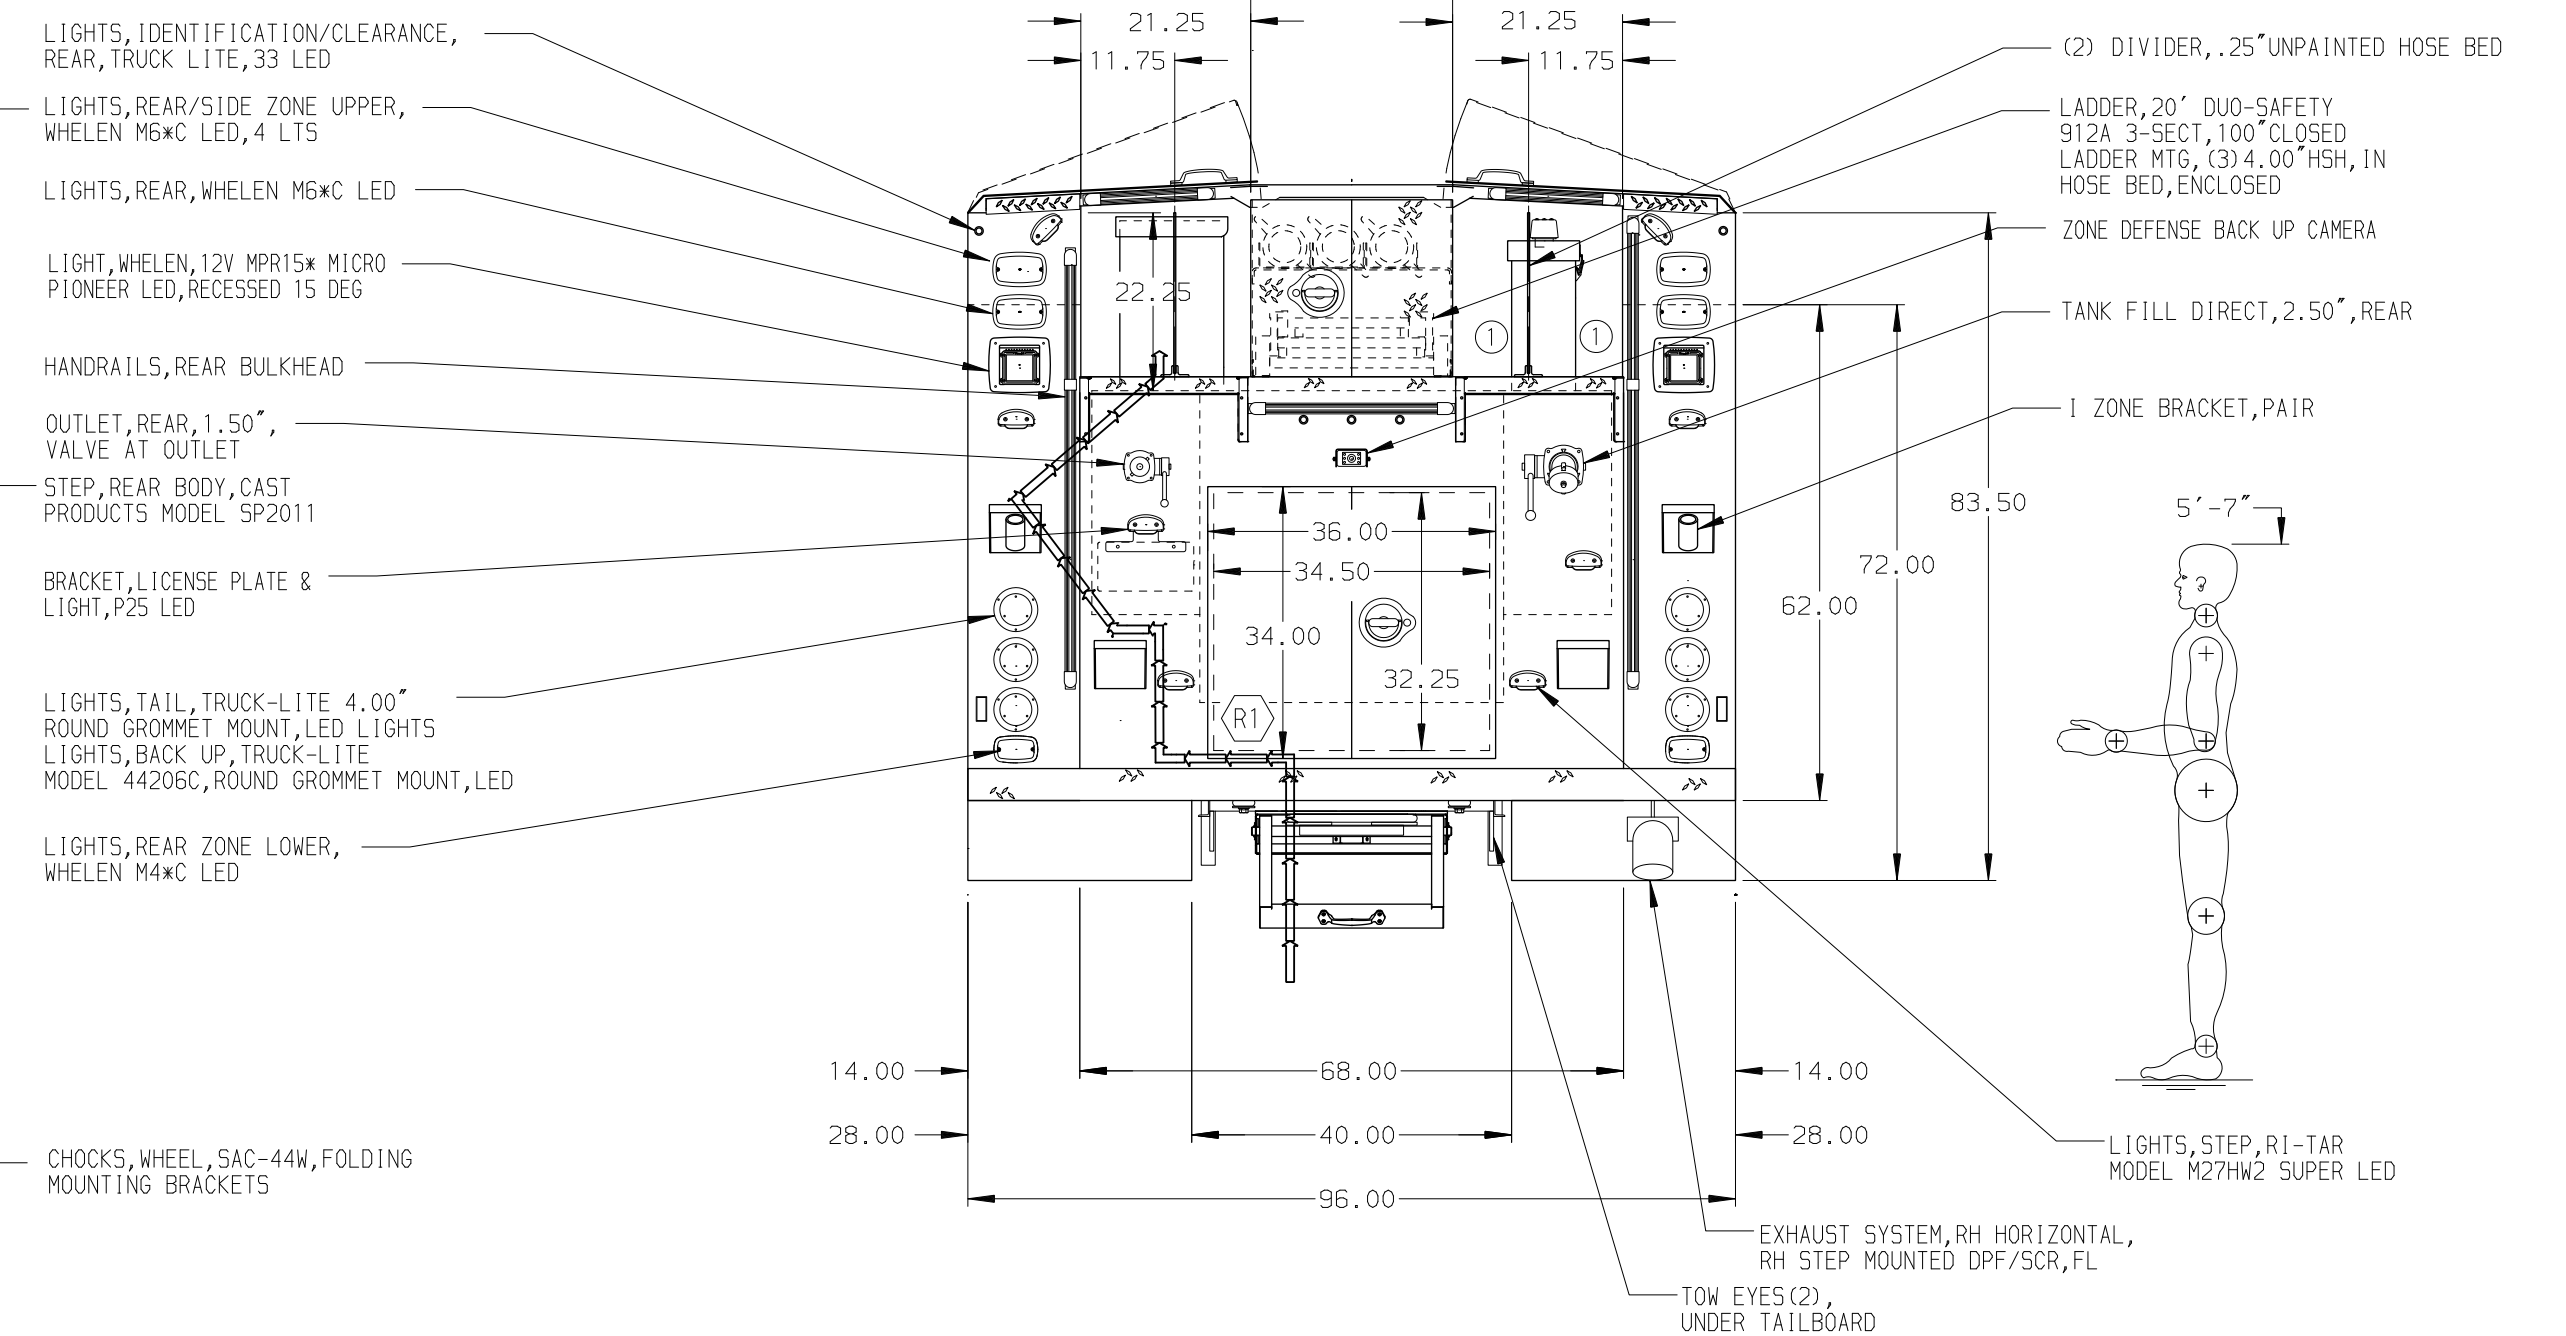 LIGHTS,IDENTIFICATION/CLEARANCE,
REAR,TRUCK LITE,33 LED
LIGHTS,REAR/SIDE ZONE UPPER,
WHELEN M6*C LED,4 LTS
LIGHTS,REAR,WHELEN M6*C LED
LIGHT,WHELEN,12V MPR15* MICRO
PIONEER LED,RECESSED 15 DEG
HANDRAILS,REAR BULKHEAD
OUTLET,REAR,1.50",
VALVE AT OUTLET
STEP,REAR BODY,CAST
PRODUCTS MODEL SP2011
BRACKET,LICENSE PLATE &
LIGHT,P25 LED
LIGHTS,TAIL,TRUCK-LITE 4.00"
ROUND GROMMET MOUNT,LED LIGHTS
LIGHTS,BACK UP,TRUCK-LITE
MODEL 44206C,ROUND GROMMET MOUNT,LED
LIGHTS,REAR ZONE LOWER,
WHELEN M4*C LED
CHOCKS,WHEEL,SAC-44W,FOLDING
MOUNTING BRACKETS
21.25
21.25
11.75
11.75
22.25
1
1
36.00
34.50
34.00
32.25
R1
62.00
72.00
83.50
14.00
68.00
14.00
28.00
40.00
28.00
96.00
(2) DIVIDER,.25"UNPAINTED HOSE BED
LADDER,20' DUO-SAFETY
912A 3-SECT,100"CLOSED
LADDER MTG,(3)4.00"HSH,IN
HOSE BED,ENCLOSED
ZONE DEFENSE BACK UP CAMERA
TANK FILL DIRECT,2.50",REAR
I ZONE BRACKET,PAIR
5'-7"
LIGHTS,STEP,RI-TAR
MODEL M27HW2 SUPER LED
EXHAUST SYSTEM,RH HORIZONTAL,
RH STEP MOUNTED DPF/SCR,FL
TOW EYES(2),
UNDER TAILBOARD